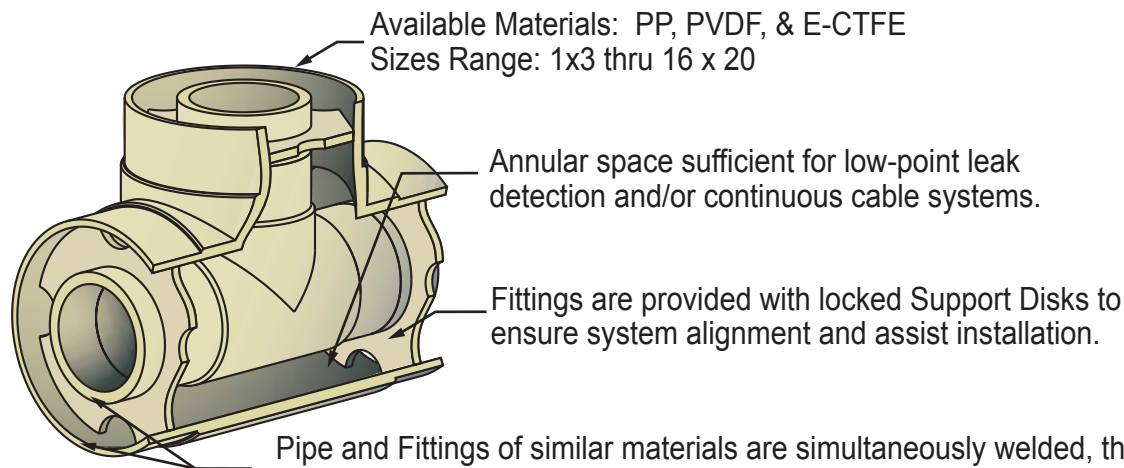 Available Materials: PP, PVDF, & E-CTFE
Sizes Range: 1x3 thru 16 x 20
Annular space sufficient for low-point leak
detection and/or continuous cable systems.
Fittings are provided with locked Support Disks to
ensure system alignment and assist installation.
Pipe and Fittings of similar materials are simultaneously welded, th